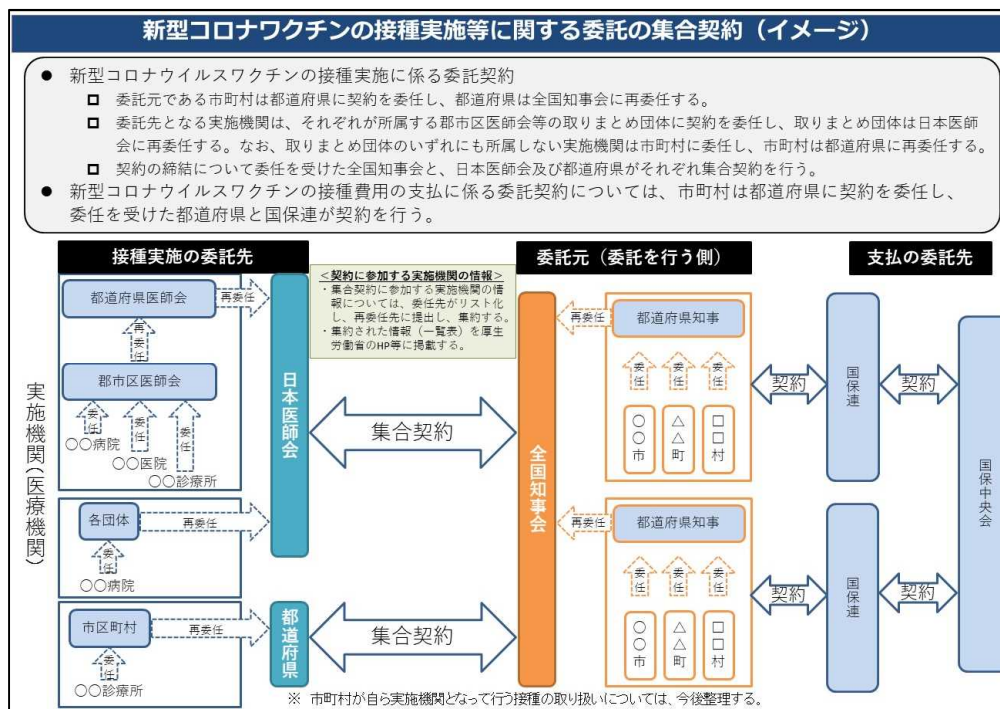 新型コロナワクチンの接種実施等に関する委託の集合契約（イメージ）
● 新型コロナウイルスワクチンの接種実施に係る委託契約
□ 委託元である市町村は都道府県に契約を委任し、都道府県は全国知事会に再委任する。
□ 委託先となる実施機関は、それぞれが所属する郡市区医師会等の取りまとめ団体に契約を委任し、取りまとめ団体は日本医師
会に再委任する。なお、取りまとめ団体のいずれにも所属しない実施機関は市町村に委任し、市町村は都道府県に再委任する。
□ 契約の締結について委任を受けた全国知事会と、日本医師会及び都道府県がそれぞれ集合契約を行う。
● 新型コロナウイルスワクチンの接種費用の支払に係る委託契約については、市町村は都道府県に契約を委任し、
委任を受けた都道府県と国保連が契約を行う。
接種実施の委託先
実施機関（医療機関）
都道府県医師会
再委任
再委任
郡市区医師会
委任
委任
委任
〇〇病院
〇〇医院
〇〇診療所
各団体
再委任
委任
〇〇病院
市区町村
再委任
委任
〇〇診療所
日本医師会
都道府県
＜契約に参加する実施機関の情報＞
・集合契約に参加する実施機関の情
報については、委任先がリスト化
し、再委任先に提出し、集約する。
・集約された情報（一覧表）を厚生
労働省のHP等に掲載する。
集合契約
集合契約
委託元（委託を行う側）
全国知事会
再委任
都道府県知事
委任
委任
委任
〇〇市
△△町
□□村
再委任
都道府県知事
委任
委任
委任
〇〇市
△△町
□□村
支払の委託先
契約
国保連
契約
契約
国保連
契約
国保中央会
※ 市町村が自ら実施機関となって行う接種の取り扱いについては、今後整理する。